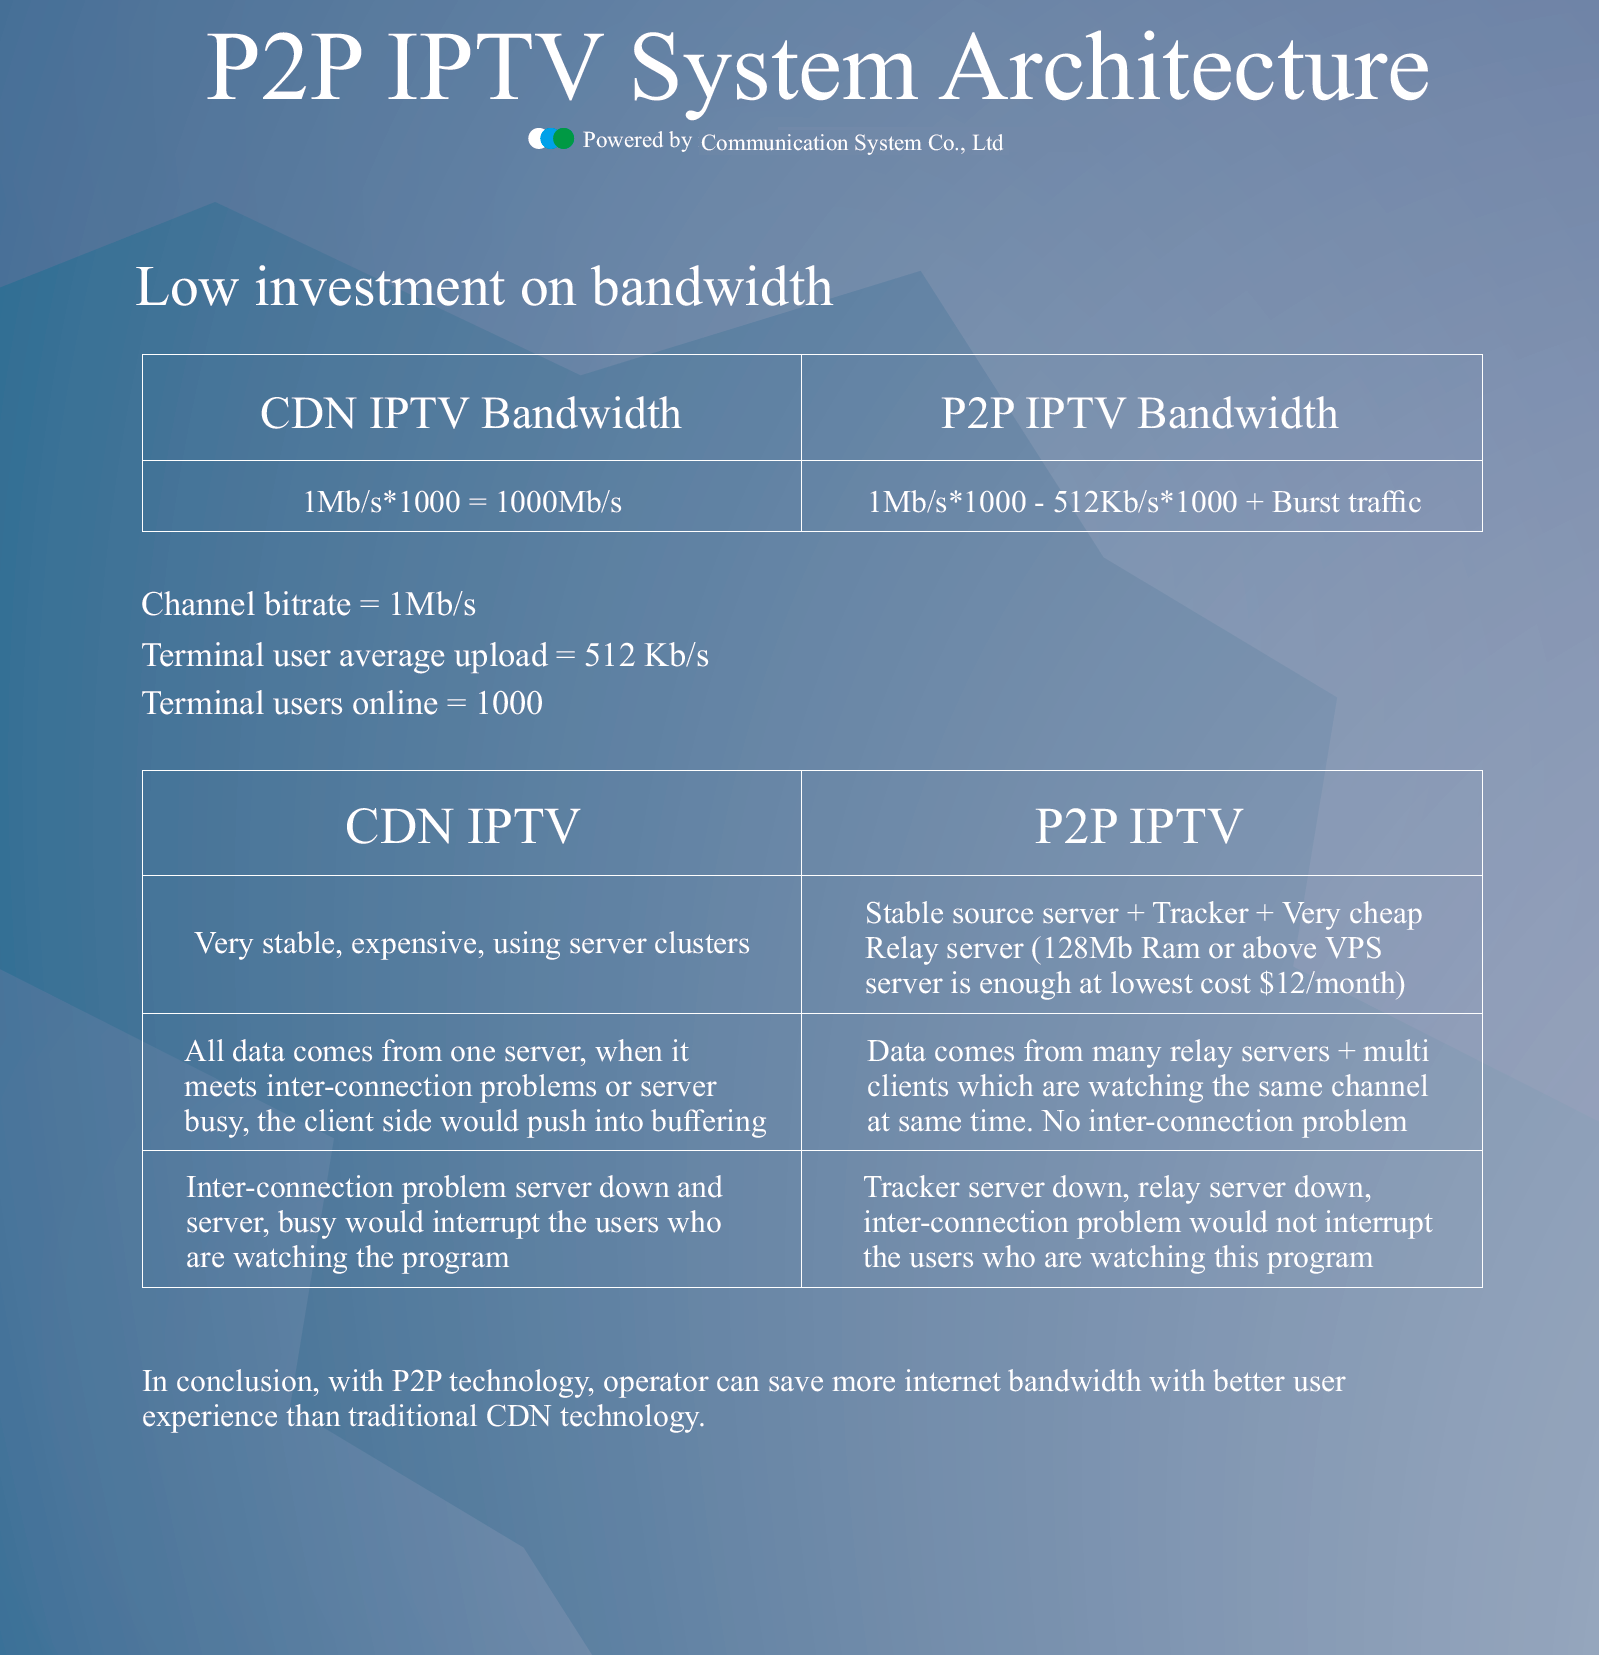 P2P IPTV System Architecture
Powered by Communication System Co., Ltd
Low investment on bandwidth
CDN IPTV Bandwidth
P2P IPTV Bandwidth
1Mb/s*1000 = 1000Mb/s
1Mb/s*1000 - 512Kb/s*1000 + Burst traffic
Channel bitrate = 1Mb/s
Terminal user average upload = 512 Kb/s
Terminal users online = 1000
CDN IPTV
P2P IPTV
Very stable, expensive, using server clusters
Stable source server + Tracker + Very cheap
Relay server (128Mb Ram or above VPS
server is enough at lowest cost $12/month)
All data comes from one server, when it
meets inter-connection problems or server
busy, the client side would push into buffering
Data comes from many relay servers + multi
clients which are watching the same channel
at same time. No inter-connection problem
Inter-connection problem server down and
server, busy would interrupt the users who
are watching the program
Tracker server down, relay server down,
inter-connection problem would not interrupt
the users who are watching this program
In conclusion, with P2P technology, operator can save more internet bandwidth with better user
experience than traditional CDN technology.